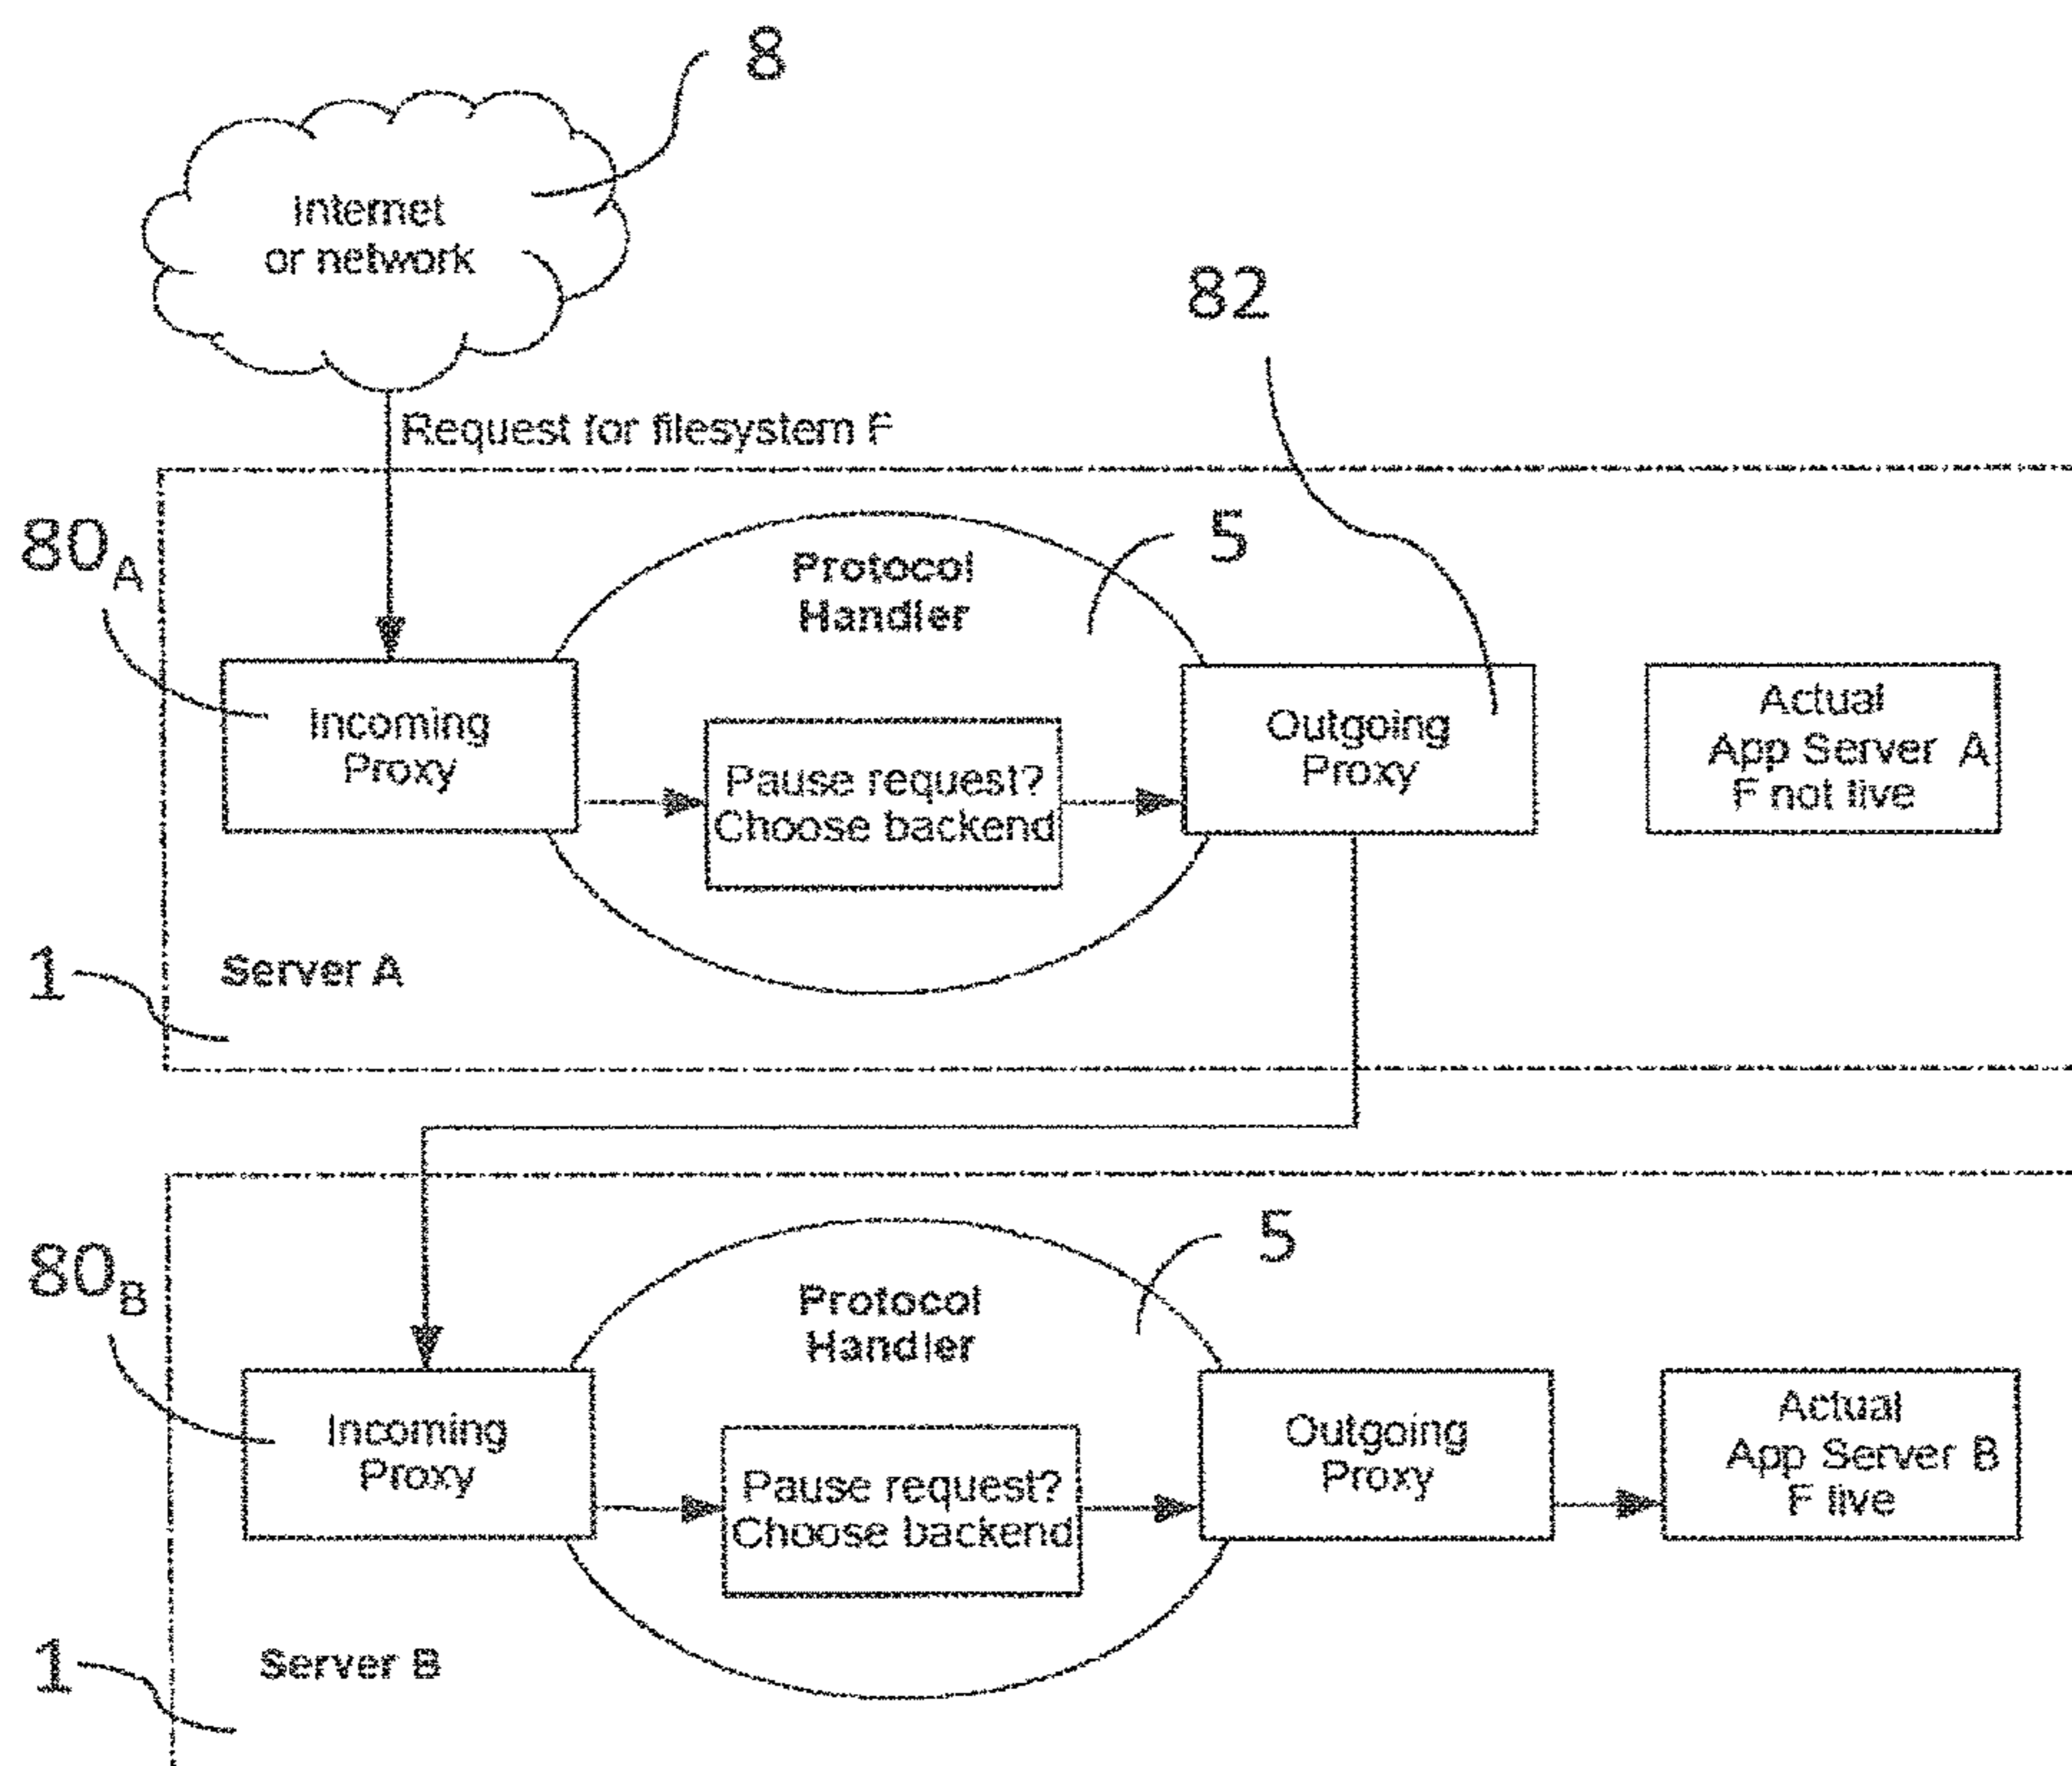 8
Internet
or network
82
Request for filesystem F
80A
5
Protocol
Handler
Incoming
Proxy
Pause request?
Choose backend
Outgoing
Proxy
Actual
App Server A
F not live
1
Server A
80B
5
Protocol
Handler
Incoming
Proxy
Pause request?
Choose backend
Outgoing
Proxy
Actual
App Server B
F live
1
Server B